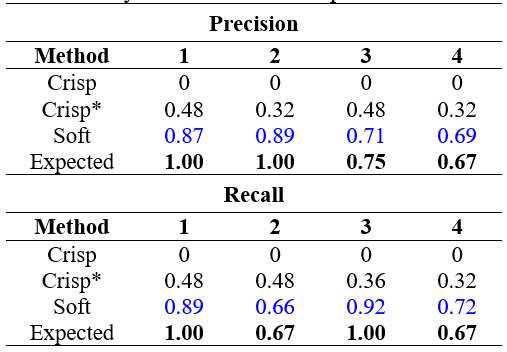 Precision
Method 1 2 3 4
Crisp 0 0 0 0
Crisp* 0.48 0.32 0.48 0.32
Soft 0.87 0.89 0.71 0.69
Expected 1.00 1.00 0.75 0.67
Recall
Method 1 2 3 4
Crisp 0 0 0 0
Crisp* 0.48 0.48 0.36 0.32
Soft 0.89 0.66 0.92 0.72
Expected 1.00 0.67 1.00 0.67